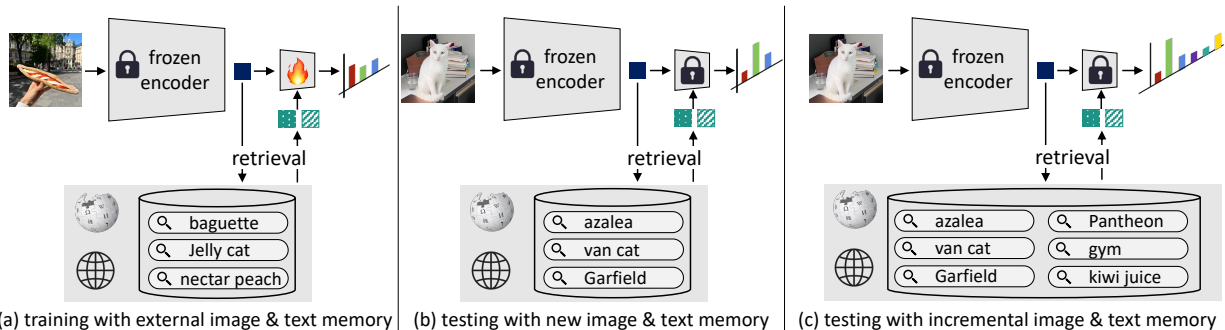 frozen
encoder
retrieval
baguette
Jelly cat
nectar peach
(a) training with external image & text memory
frozen
encoder
retrieval
azalea
van cat
Garfield
(b) testing with new image & text memory
frozen
encoder
retrieval
azalea
van cat
Garfield
Pantheon
gym
kiwi juice
(c) testing with incremental image & text memory